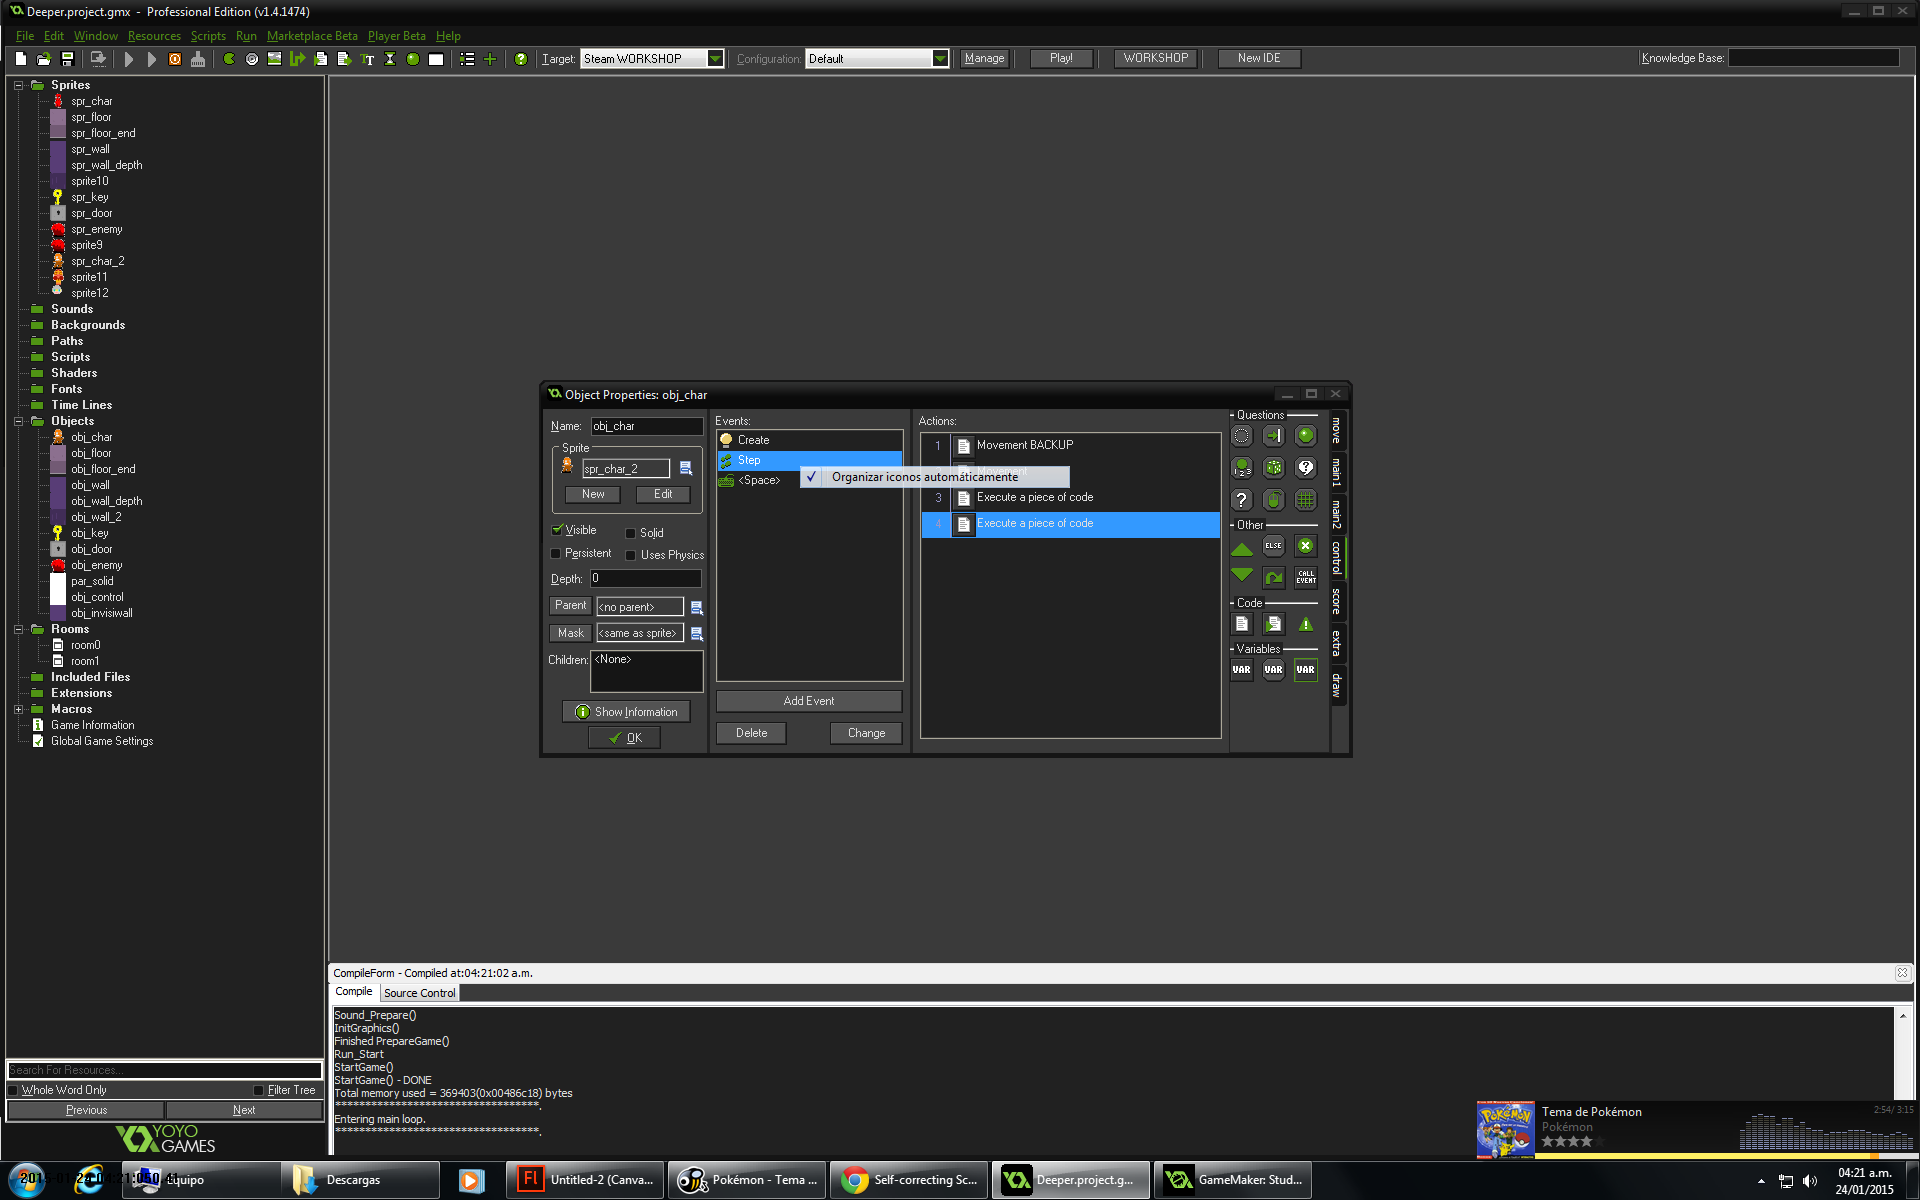 Deeper.project.gmx - Professional Edition (v1.4.1474)
File Edit Window Resources Scripts Run Marketplace Beta Player Beta Help
Target: Steam WORKSHOP Configuration: Default Manage Play! WORKSHOP New IDE Knowledge Base:
Sprites
spr_char
spr_floor
spr_floor_end
spr_wall
spr_wall_depth
sprite10
spr_key
spr_door
spr_enemy
sprite9
spr_char_2
sprite11
sprite12
Sounds
Backgrounds
Paths
Scripts
Shaders
Fonts
Time Lines
Objects
obj_char
obj_floor
obj_floor_end
obj_wall
obj_wall_depth
obj_wall_2
obj_key
obj_door
obj_enemy
par_solid
obj_control
obj_invisiwall
Rooms
room0
room1
Included Files
Extensions
Macros
Game Information
Global Game Settings
Search For Resources...
Whole Word Only Filter Tree
Previous Next
YOYO
GAMES
Object Properties: obj_char
Name: obj_char
Sprite
spr_char_2
New Edit
Visible Solid
Persistent Uses Physics
Depth: 0
Parent <no parent>
Mask <same as sprite>
Children: <None>
Show Information
OK
Events:
Create
Step
<Space>
Add Event
Delete Change
Actions:
1 Movement BACKUP
Movement
Organizar iconos automáticamente
3 Execute a piece of code
4 Execute a piece of code
Questions
Other
ELSE
CALL
EVENT
Code
Variables
VAR VAR VAR
move
main1
main2
control
score
extra
draw
CompileForm - Compiled at:04:21:02 a.m.
Compile Source Control
Sound_Prepare()
InitGraphics()
Finished PrepareGame()
Run_Start
StartGame()
StartGame() - DONE
Total memory used = 369403(0x00486c18) bytes
**********************************.
Entering main loop.
**********************************.
Pokémon
Tema de Pokémon
Pokémon
2:54/ 3:15
Equipo
Descargas
Fl Untitled-2 (Canva...
Pokémon - Tema ...
Self-correcting Sc...
Deeper.project.g...
GameMaker: Stud...
04:21 a.m.
24/01/2015